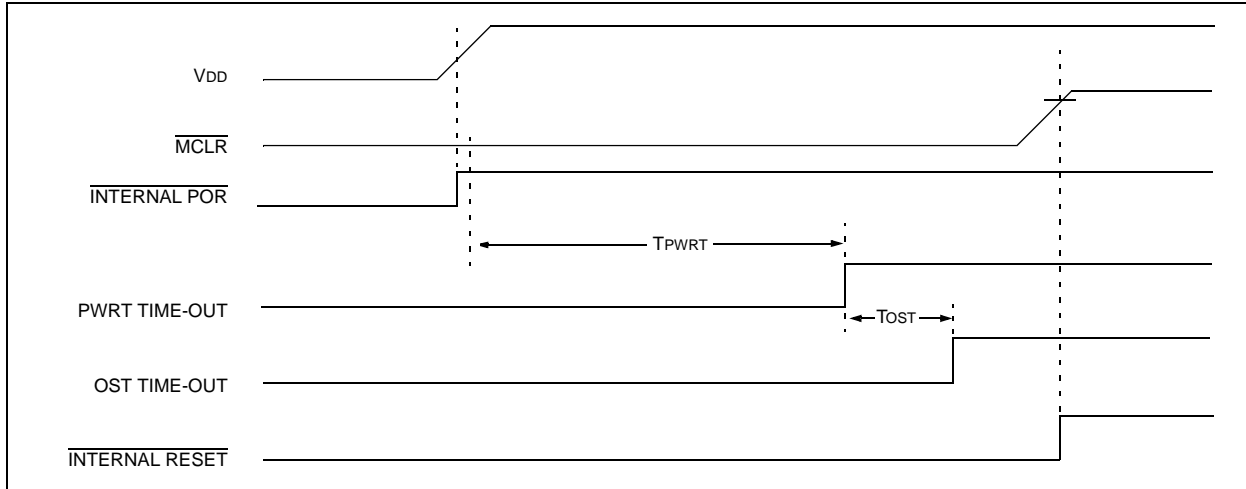 VDD
MCLR
INTERNAL POR
TPWRT
PWRT TIME-OUT
TOST
OST TIME-OUT
INTERNAL RESET